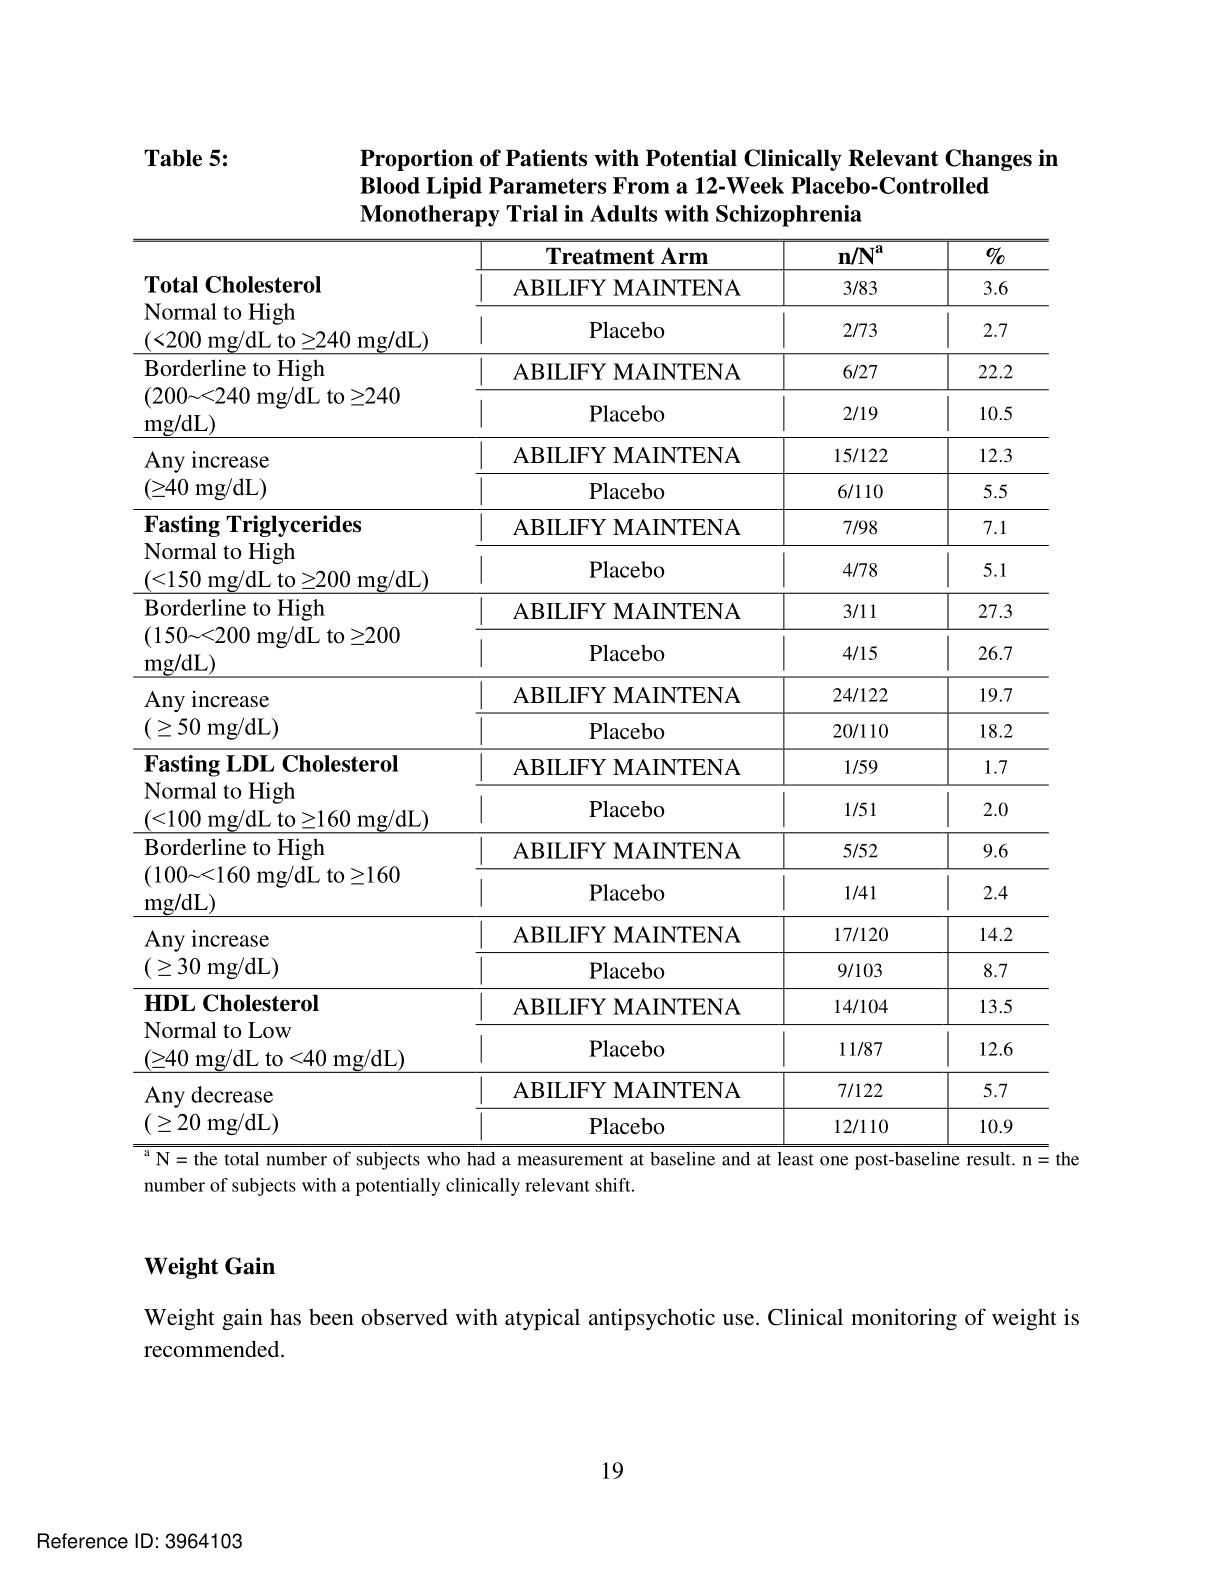 Table 5: Proportion of Patients with Potential Clinically Relevant Changes in
Blood Lipid Parameters From a 12-Week Placebo-Controlled
Monotherapy Trial in Adults with Schizophrenia
Treatment Arm n/Nᵃ %
Total Cholesterol
Normal to High
(<200 mg/dL to ≥240 mg/dL)
ABILIFY MAINTENA 3/83 3.6
Placebo 2/73 2.7
Borderline to High
(200~<240 mg/dL to ≥240
mg/dL)
ABILIFY MAINTENA 6/27 22.2
Placebo 2/19 10.5
Any increase
(≥40 mg/dL)
ABILIFY MAINTENA 15/122 12.3
Placebo 6/110 5.5
Fasting Triglycerides
Normal to High
(<150 mg/dL to ≥200 mg/dL)
ABILIFY MAINTENA 7/98 7.1
Placebo 4/78 5.1
Borderline to High
(150~<200 mg/dL to ≥200
mg/dL)
ABILIFY MAINTENA 3/11 27.3
Placebo 4/15 26.7
Any increase
( ≥ 50 mg/dL)
ABILIFY MAINTENA 24/122 19.7
Placebo 20/110 18.2
Fasting LDL Cholesterol
Normal to High
(<100 mg/dL to ≥160 mg/dL)
ABILIFY MAINTENA 1/59 1.7
Placebo 1/51 2.0
Borderline to High
(100~<160 mg/dL to ≥160
mg/dL)
ABILIFY MAINTENA 5/52 9.6
Placebo 1/41 2.4
Any increase
( ≥ 30 mg/dL)
ABILIFY MAINTENA 17/120 14.2
Placebo 9/103 8.7
HDL Cholesterol
Normal to Low
(≥40 mg/dL to <40 mg/dL)
ABILIFY MAINTENA 14/104 13.5
Placebo 11/87 12.6
Any decrease
( ≥ 20 mg/dL)
ABILIFY MAINTENA 7/122 5.7
Placebo 12/110 10.9
ᵃ N = the total number of subjects who had a measurement at baseline and at least one post-baseline result. n = the
number of subjects with a potentially clinically relevant shift.
Weight Gain
Weight gain has been observed with atypical antipsychotic use. Clinical monitoring of weight is
recommended.
19
Reference ID: 3964103